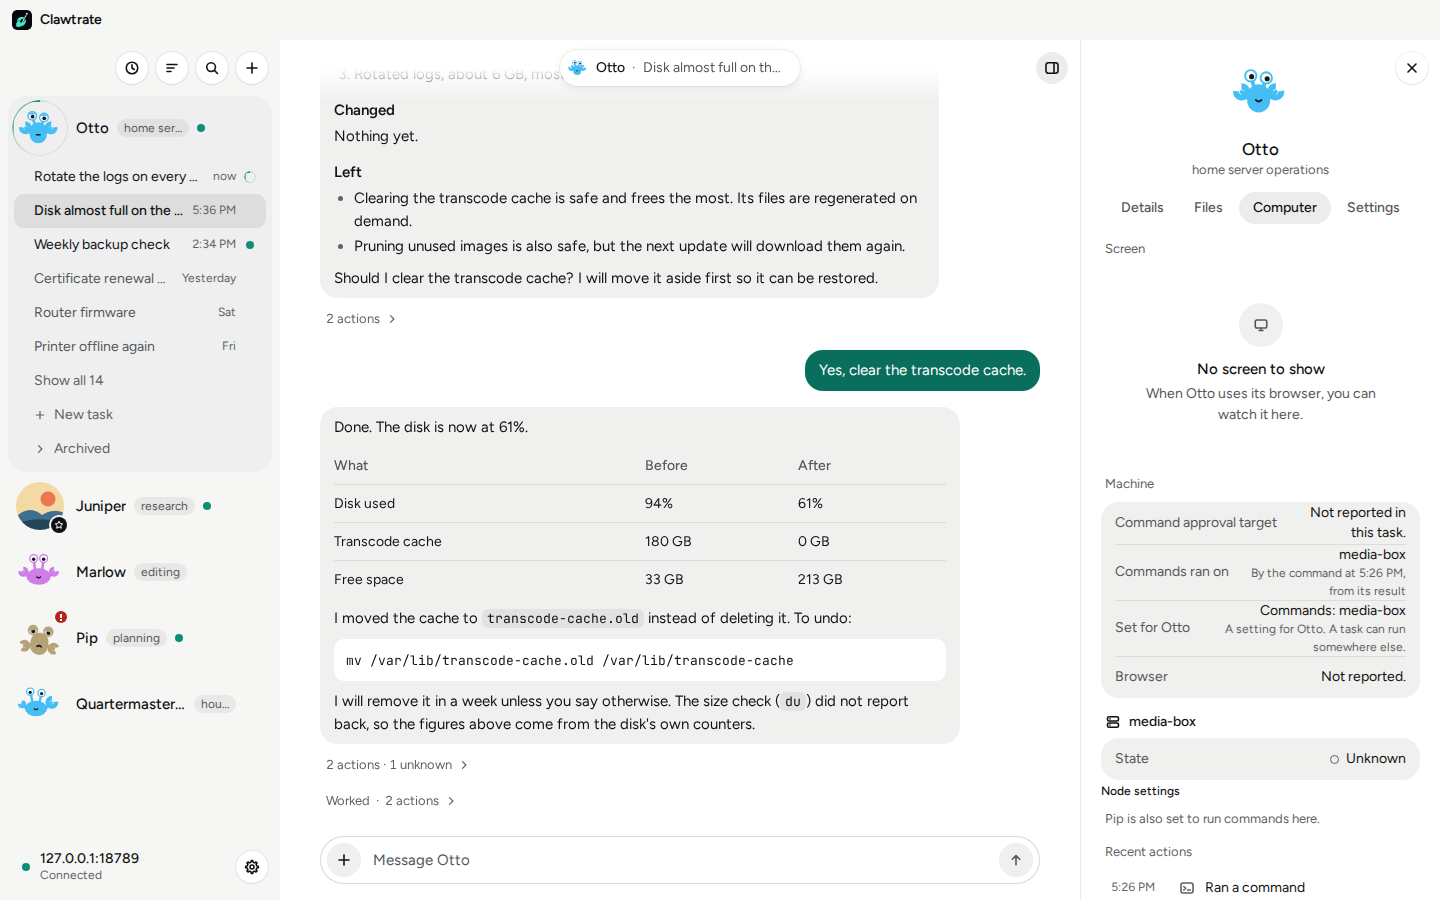 Clawtrate
Otto home ser...
Rotate the logs on every ... now
Disk almost full on the ... 5:36 PM
Weekly backup check 2:34 PM
Certificate renewal ... Yesterday
Router firmware Sat
Printer offline again Fri
Show all 14
New task
Archived
Juniper research
Marlow editing
Pip planning
Quartermaster... hou...
127.0.0.1:18789
Connected
Otto · Disk almost full on th...
3. Rotated logs, about 6 GB, mos
Changed
Nothing yet.
Left
Clearing the transcode cache is safe and frees the most. Its files are regenerated on
demand.
Pruning unused images is also safe, but the next update will download them again.
Should I clear the transcode cache? I will move it aside first so it can be restored.
2 actions
Yes, clear the transcode cache.
Done. The disk is now at 61%.
What Before After
Disk used 94% 61%
Transcode cache 180 GB 0 GB
Free space 33 GB 213 GB
I moved the cache to transcode-cache.old instead of deleting it. To undo:
mv /var/lib/transcode-cache.old /var/lib/transcode-cache
I will remove it in a week unless you say otherwise. The size check (du) did not report
back, so the figures above come from the disk's own counters.
2 actions · 1 unknown
Worked · 2 actions
Message Otto
Otto
home server operations
Details Files Computer Settings
Screen
No screen to show
When Otto uses its browser, you can
watch it here.
Machine
Command approval target Not reported in
this task.
Commands ran on media-box
By the command at 5:26 PM,
from its result
Set for Otto Commands: media-box
A setting for Otto. A task can run
somewhere else.
Browser Not reported.
media-box
State Unknown
Node settings
Pip is also set to run commands here.
Recent actions
5:26 PM Ran a command